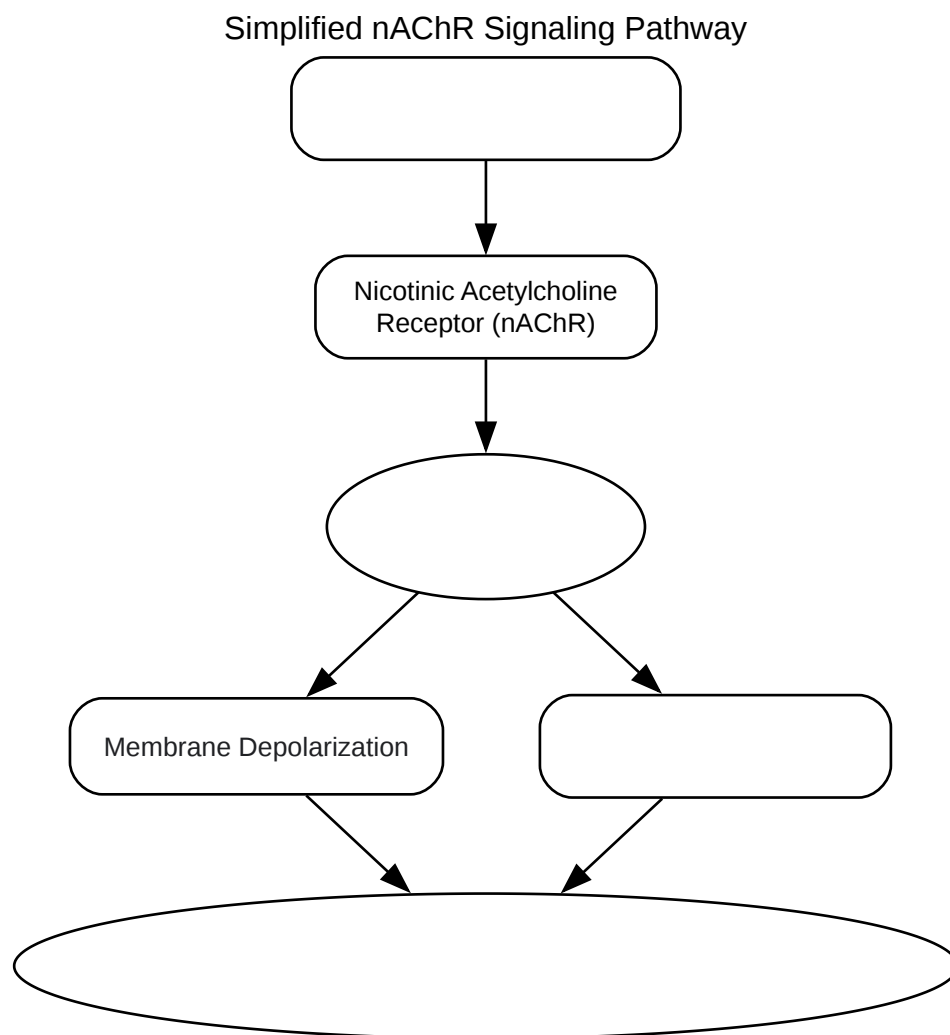 Simplified nAChR Signaling Pathway
Nicotinic Acetylcholine
Receptor (nAChR)
Membrane Depolarization